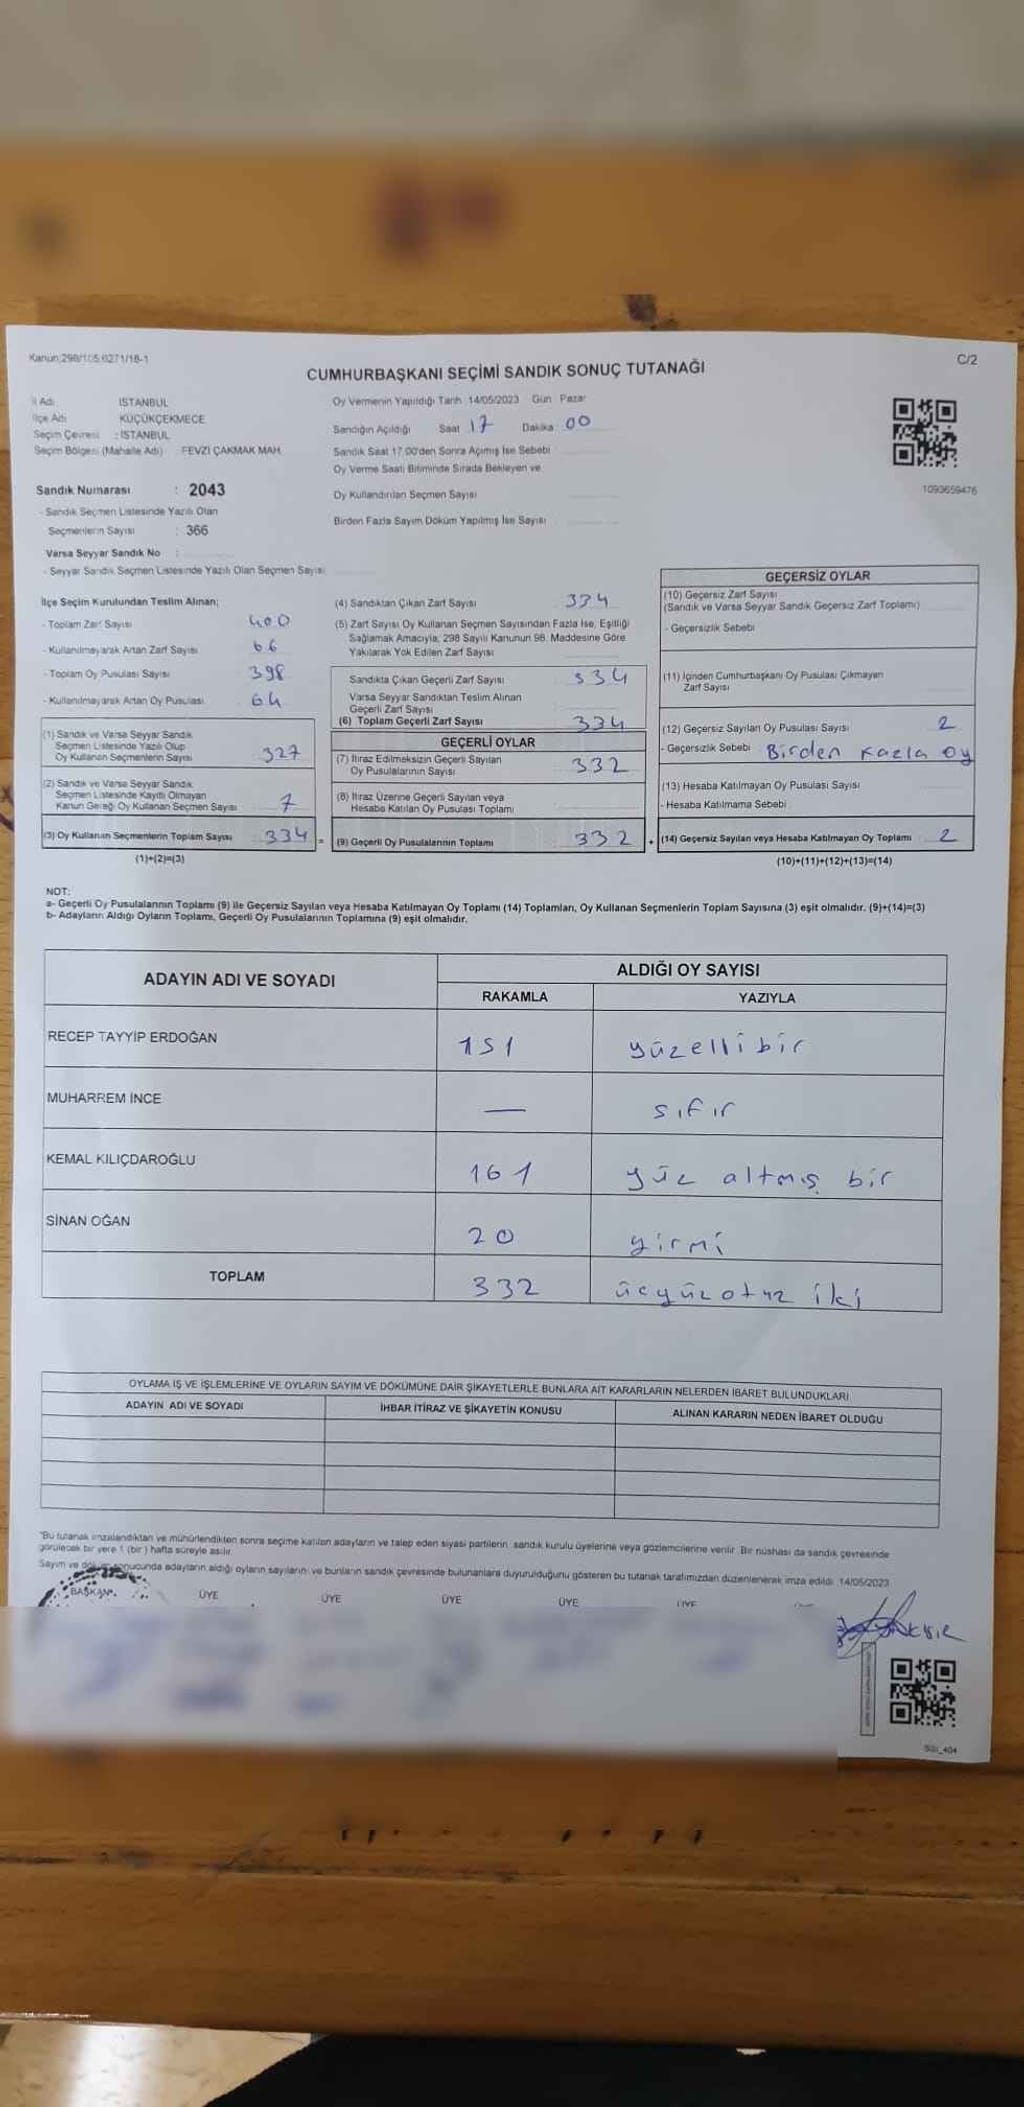 Kanun:298/105,6271/18-1
C/2
CUMHURBAŞKANI SEÇİMİ SANDIK SONUÇ TUTANAĞI
İl Adı İSTANBUL
İlçe Adı KÜÇÜKÇEKMECE
Seçim Çevresi : İSTANBUL
Seçim Bölgesi (Mahalle Adı) : FEVZİ ÇAKMAK MAH.
Sandık Numarası : 2043
- Sandık Seçmen Listesinde Yazılı Olan
Seçmenlerin Sayısı : 366
Varsa Seyyar Sandık No :
- Seyyar Sandık Seçmen Listesinde Yazılı Olan Seçmen Sayısı
Oy Vermenin Yapıldığı Tarih :14/05/2023 Gün Pazar
Sandığın Açıldığı Saat 17 Dakika 00
Sandık Saat 17.00'den Sonra Açımış İse Sebebi
Oy Verme Saati Bitiminde Sırada Bekleyen ve
Oy Kullandırılan Seçmen Sayısı
Birden Fazla Sayım Döküm Yapılmış İse Sayısı
1093659476
İlçe Seçim Kurulundan Teslim Alınan;
- Toplam Zarf Sayısı 400
- Kullanılmayarak Artan Zarf Sayısı 66
- Toplam Oy Pusulası Sayısı 398
- Kullanılmayarak Artan Oy Pusulası 64
(1) Sandık ve Varsa Seyyar Sandık
Seçmen Listesinde Yazılı Olup
Oy Kullanan Seçmenlerin Sayısı 327
(2) Sandık ve Varsa Seyyar Sandık
Seçmen Listesinde Kayıtlı Olmayan
Kanun Gereği Oy Kullanan Seçmen Sayısı 7
(3) Oy Kullanan Seçmenlerin Toplam Sayısı 334 =
(1)+(2)=(3)
(4) Sandıktan Çıkan Zarf Sayısı 334
(5) Zarf Sayısı Oy Kullanan Seçmen Sayısından Fazla İse, Eşitliği
Sağlamak Amacıyla, 298 Sayılı Kanunun 98. Maddesine Göre
Yakılarak Yok Edilen Zarf Sayısı
Sandıkta Çıkan Geçerli Zarf Sayısı 334
Varsa Seyyar Sandıktan Teslim Alınan
Geçerli Zarf Sayısı
(6) Toplam Geçerli Zarf Sayısı 334
GEÇERLİ OYLAR
(7) İtiraz Edilmeksizin Geçerli Sayılan
Oy Pusulalarının Sayısı 332
(8) İtiraz Üzerine Geçerli Sayılan veya
Hesaba Katılan Oy Pusulası Toplamı
(9) Geçerli Oy Pusulalarının Toplamı 332 +
GEÇERSİZ OYLAR
(10) Geçersiz Zarf Sayısı
(Sandık ve Varsa Seyyar Sandık Geçersiz Zarf Toplamı)
- Geçersizlik Sebebi
(11) İçinden Cumhurbaşkanı Oy Pusulası Çıkmayan
Zarf Sayısı
(12) Geçersiz Sayılan Oy Pusulası Sayısı 2
- Geçersizlik Sebebi Birden Fazla oy
(13) Hesaba Katılmayan Oy Pusulası Sayısı
- Hesaba Katılmama Sebebi
(14) Geçersiz Sayılan veya Hesaba Katılmayan Oy Toplamı 2
(10)+(11)+(12)+(13)=(14)
NOT:
a- Geçerli Oy Pusulalarının Toplamı (9) ile Geçersiz Sayılan veya Hesaba Katılmayan Oy Toplamı (14) Toplamları, Oy Kullanan Seçmenlerin Toplam Sayısına (3) eşit olmalıdır. (9)+(14)=(3)
b- Adayların Aldığı Oyların Toplamı, Geçerli Oy Pusulalarının Toplamına (9) eşit olmalıdır.
ADAYIN ADI VE SOYADI
ALDIĞI OY SAYISI
RAKAMLA YAZIYLA
RECEP TAYYİP ERDOĞAN 151 yüzellibir
MUHARREM İNCE — sıfır
KEMAL KILIÇDAROĞLU 161 yüz altmış bir
SİNAN OĞAN 20 yirmi
TOPLAM 332 üçyüzotuz iki
OYLAMA İŞ VE İŞLEMLERİNE VE OYLARIN SAYIM VE DÖKÜMÜNE DAİR ŞİKAYETLERLE BUNLARA AİT KARARLARIN NELERDEN İBARET BULUNDUKLARI
ADAYIN ADI VE SOYADI İHBAR İTİRAZ VE ŞİKAYETİN KONUSU ALINAN KARARIN NEDEN İBARET OLDUĞU
"Bu tutanak imzalandıktan ve mühürlendikten sonra seçime katılan adayların ve talep eden siyasi partilerin, sandık kurulu üyelerine veya gözlemcilerine verilir. Bir nüshası da sandık çevresinde
görülecek bir yere 1 (bir) hafta süreyle asılır.
Sayım ve döküm sonucunda adayların aldığı oyların sayılarını ve bunların sandık çevresinde bulunanlara duyurulduğunu gösteren bu tutanak tarafımızdan düzenlenerek imza edildi. 14/05/2023
BAŞKAN ÜYE ÜYE ÜYE ÜYE ÜYE